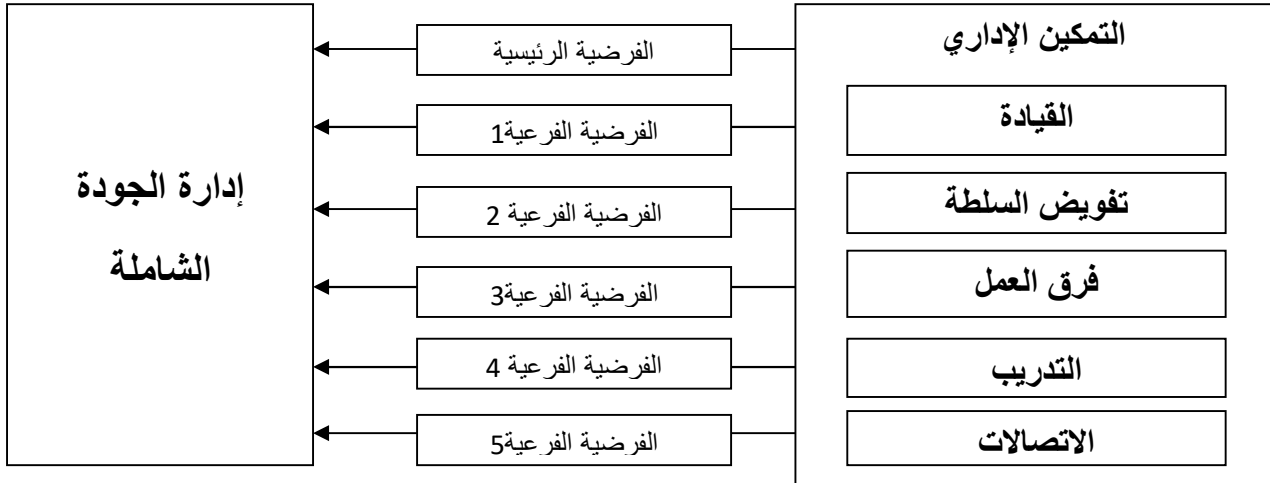 التمكين الإداري
القيادة
تفويض السلطة
فرق العمل
التدريب
الاتصالات
الفرضية الرئيسية
الفرضية الفرعية1
الفرضية الفرعية 2
الفرضية الفرعية3
الفرضية الفرعية 4
الفرضية الفرعية5
إدارة الجودة
الشاملة